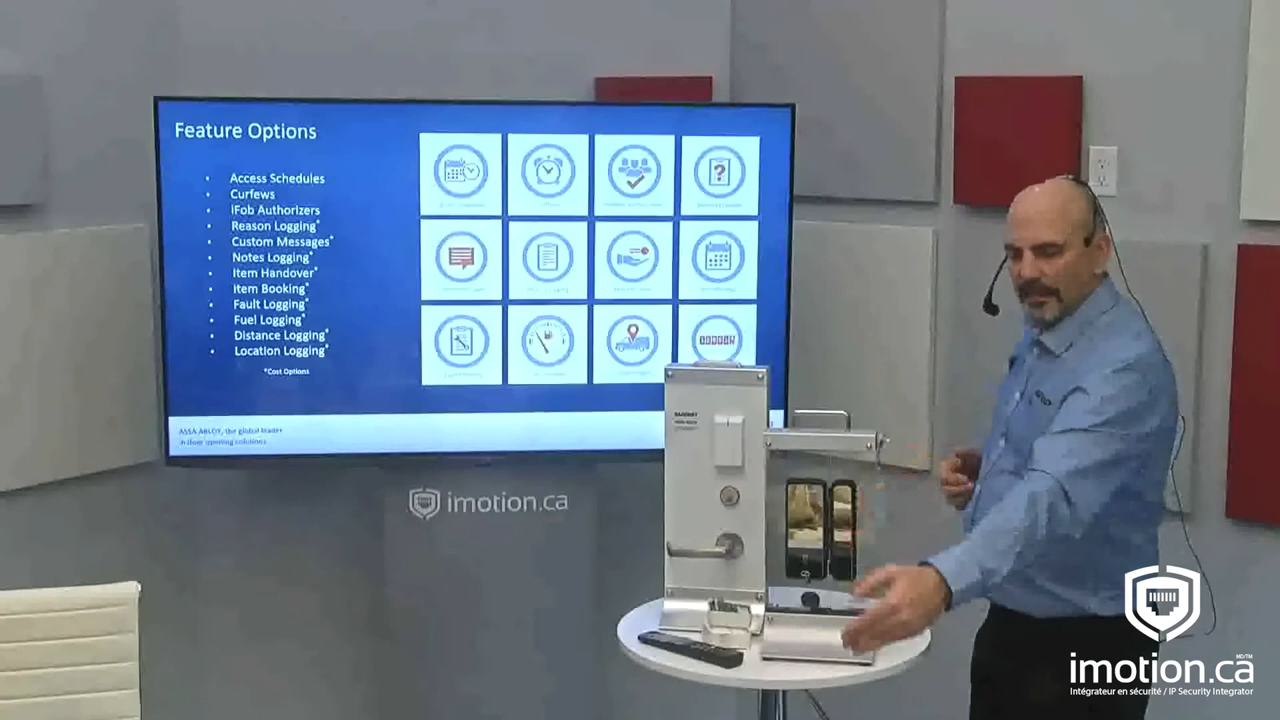 Feature Options
• Access Schedules
• Curfews
• iFob Authorizers
• Reason Logging*
• Custom Messages*
• Notes Logging*
• Item Handover*
• Item Booking*
• Fault Logging*
• Fuel Logging*
• Distance Logging*
• Location Logging*
*Cost Options
ASSA ABLOY, the global leader
in door opening solutions
imotion.ca
imotion.ca
MD/TM
Intégrateur en sécurité / IP Security Integrator